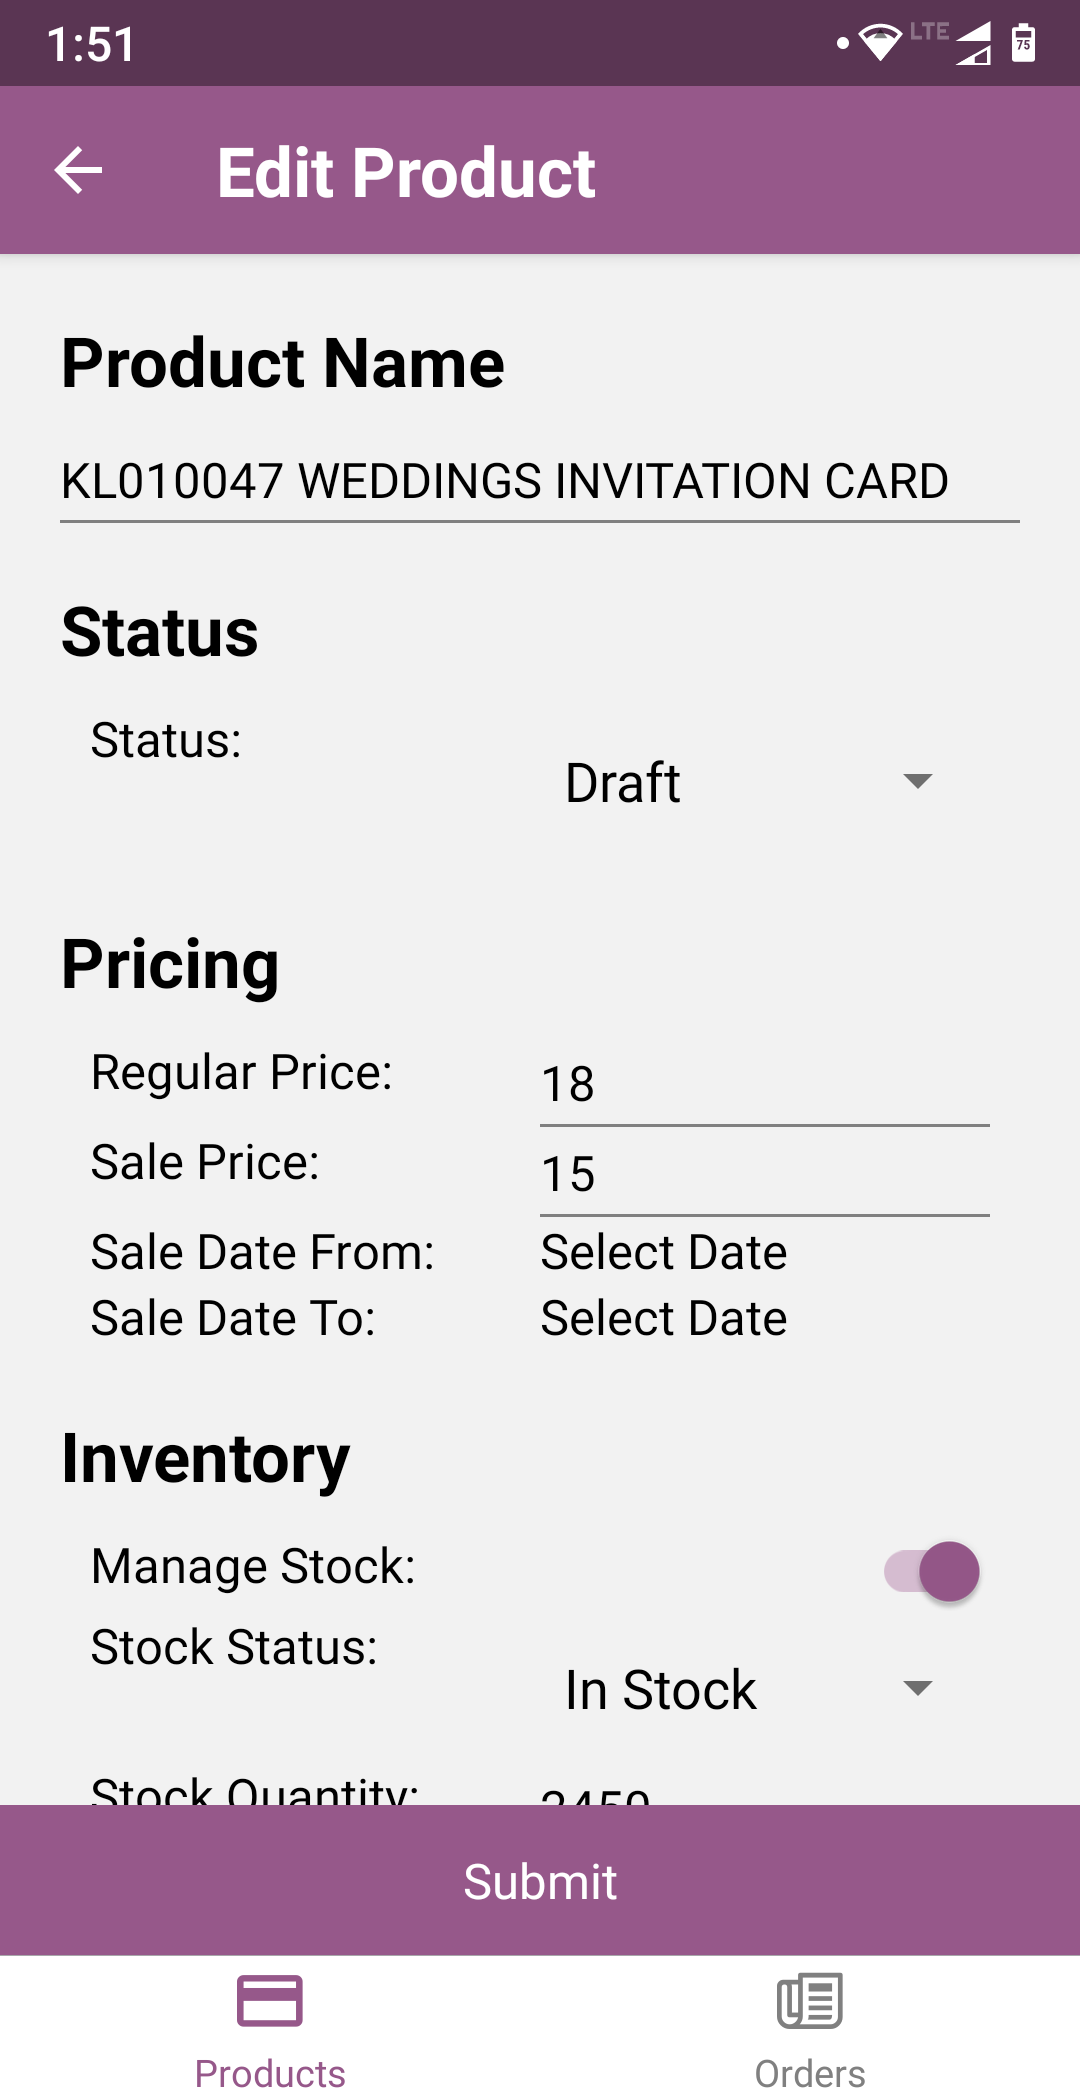 1:51
LTE
75
Edit Product
Product Name
KL010047 WEDDINGS INVITATION CARD
Status
Status:
Draft
Pricing
Regular Price:
18
Sale Price:
15
Sale Date From:
Select Date
Sale Date To:
Select Date
Inventory
Manage Stock:
Stock Status:
In Stock
Stock Quantity:
Submit
Products
Orders